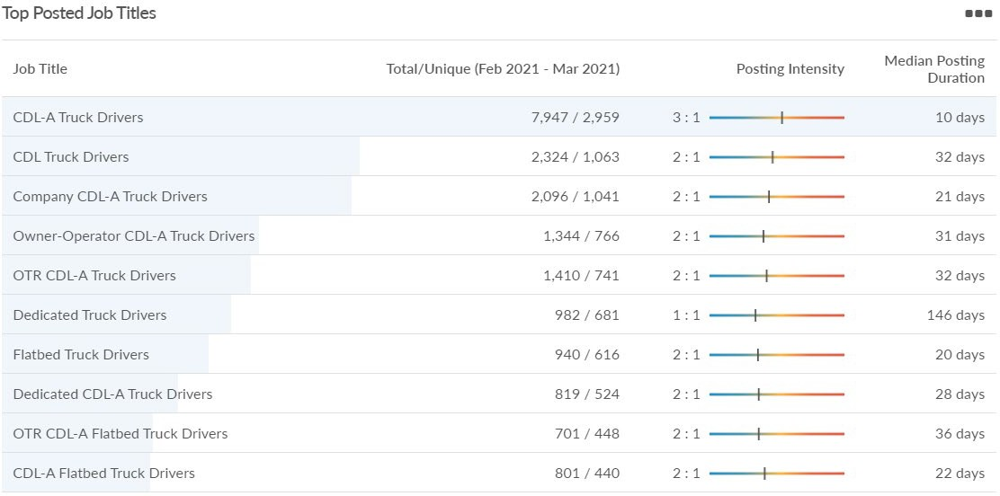 Top Posted Job Titles
Job Title Total/Unique (Feb 2021 - Mar 2021) Posting Intensity Median Posting Duration
CDL-A Truck Drivers 7,947 / 2,959 3 : 1 10 days
CDL Truck Drivers 2,324 / 1,063 2 : 1 32 days
Company CDL-A Truck Drivers 2,096 / 1,041 2 : 1 21 days
Owner-Operator CDL-A Truck Drivers 1,344 / 766 2 : 1 31 days
OTR CDL-A Truck Drivers 1,410 / 741 2 : 1 32 days
Dedicated Truck Drivers 982 / 681 1 : 1 146 days
Flatbed Truck Drivers 940 / 616 2 : 1 20 days
Dedicated CDL-A Truck Drivers 819 / 524 2 : 1 28 days
OTR CDL-A Flatbed Truck Drivers 701 / 448 2 : 1 36 days
CDL-A Flatbed Truck Drivers 801 / 440 2 : 1 22 days